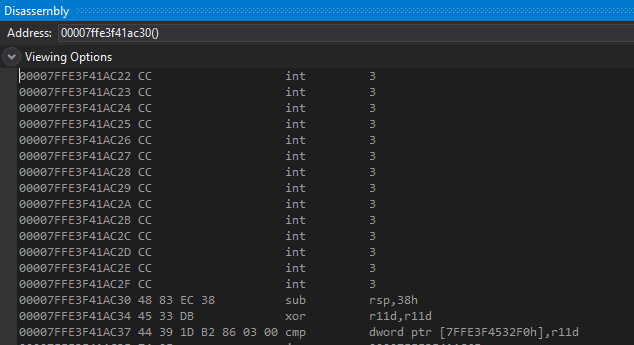 Disassembly
Address: 00007ffe3f41ac30()
Viewing Options
00007FFE3F41AC22 CC int 3
00007FFE3F41AC23 CC int 3
00007FFE3F41AC24 CC int 3
00007FFE3F41AC25 CC int 3
00007FFE3F41AC26 CC int 3
00007FFE3F41AC27 CC int 3
00007FFE3F41AC28 CC int 3
00007FFE3F41AC29 CC int 3
00007FFE3F41AC2A CC int 3
00007FFE3F41AC2B CC int 3
00007FFE3F41AC2C CC int 3
00007FFE3F41AC2D CC int 3
00007FFE3F41AC2E CC int 3
00007FFE3F41AC2F CC int 3
00007FFE3F41AC30 48 83 EC 38 sub rsp,38h
00007FFE3F41AC34 45 33 DB xor r11d,r11d
00007FFE3F41AC37 44 39 1D B2 86 03 00 cmp dword ptr [7FFE3F4532F0h],r11d